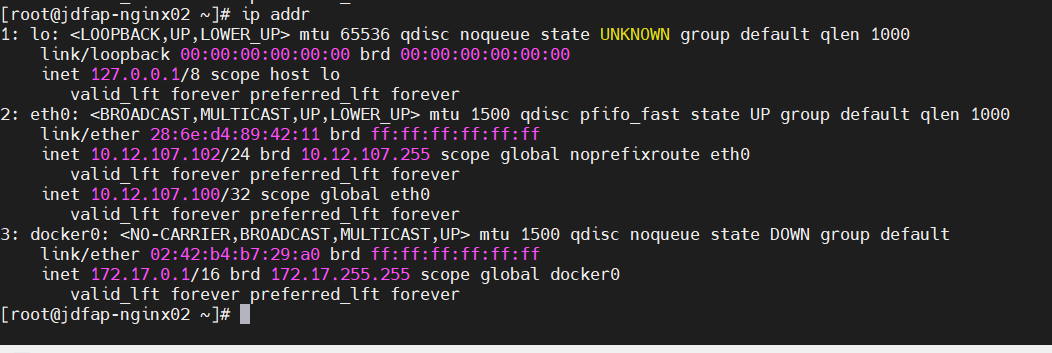 [root@jdfap-nginx02 ~]# ip addr
1: lo: <LOOPBACK,UP,LOWER_UP> mtu 65536 qdisc noqueue state UNKNOWN group default qlen 1000
    link/loopback 00:00:00:00:00:00 brd 00:00:00:00:00:00
    inet 127.0.0.1/8 scope host lo
       valid_lft forever preferred_lft forever
2: eth0: <BROADCAST,MULTICAST,UP,LOWER_UP> mtu 1500 qdisc pfifo_fast state UP group default qlen 1000
    link/ether 28:6e:d4:89:42:11 brd ff:ff:ff:ff:ff:ff
    inet 10.12.107.102/24 brd 10.12.107.255 scope global noprefixroute eth0
       valid_lft forever preferred_lft forever
    inet 10.12.107.100/32 scope global eth0
       valid_lft forever preferred_lft forever
3: docker0: <NO-CARRIER,BROADCAST,MULTICAST,UP> mtu 1500 qdisc noqueue state DOWN group default
    link/ether 02:42:b4:b7:29:a0 brd ff:ff:ff:ff:ff:ff
    inet 172.17.0.1/16 brd 172.17.255.255 scope global docker0
       valid_lft forever preferred_lft forever
[root@jdfap-nginx02 ~]#